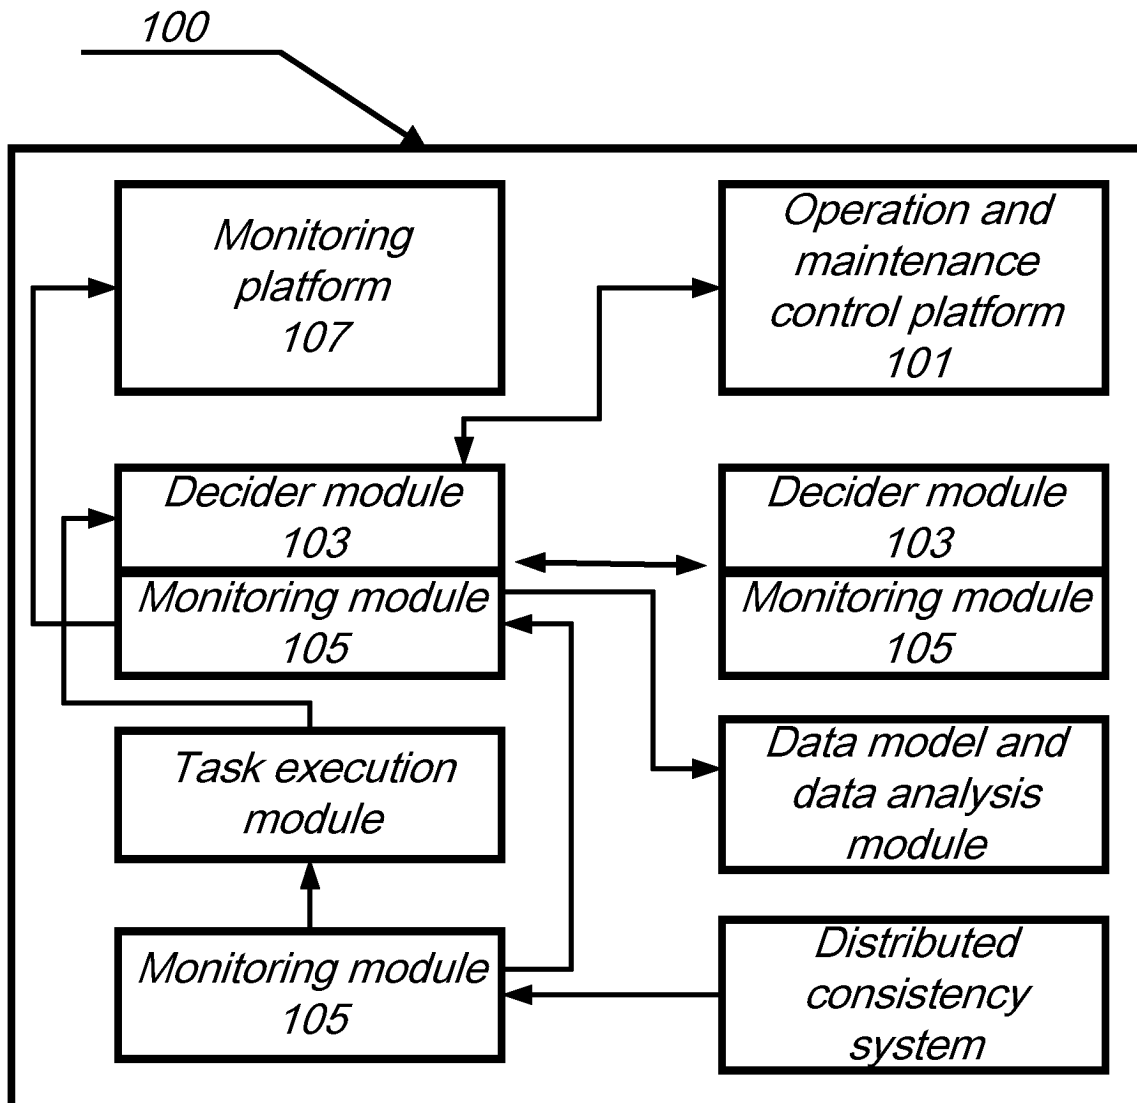 100
Monitoring
platform
107
Operation and
maintenance
control platform
101
Decider module
103
Monitoring module
105
Decider module
103
Monitoring module
105
Task execution
module
Data model and
data analysis
module
Monitoring module
105
Distributed
consistency
system